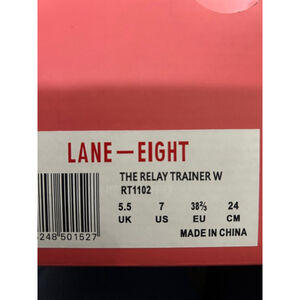 LANE—EIGHT
THE RELAY TRAINER W
RT1102
5.5 7 38⅔ 24
UK US EU CM
248 501527
MADE IN CHINA